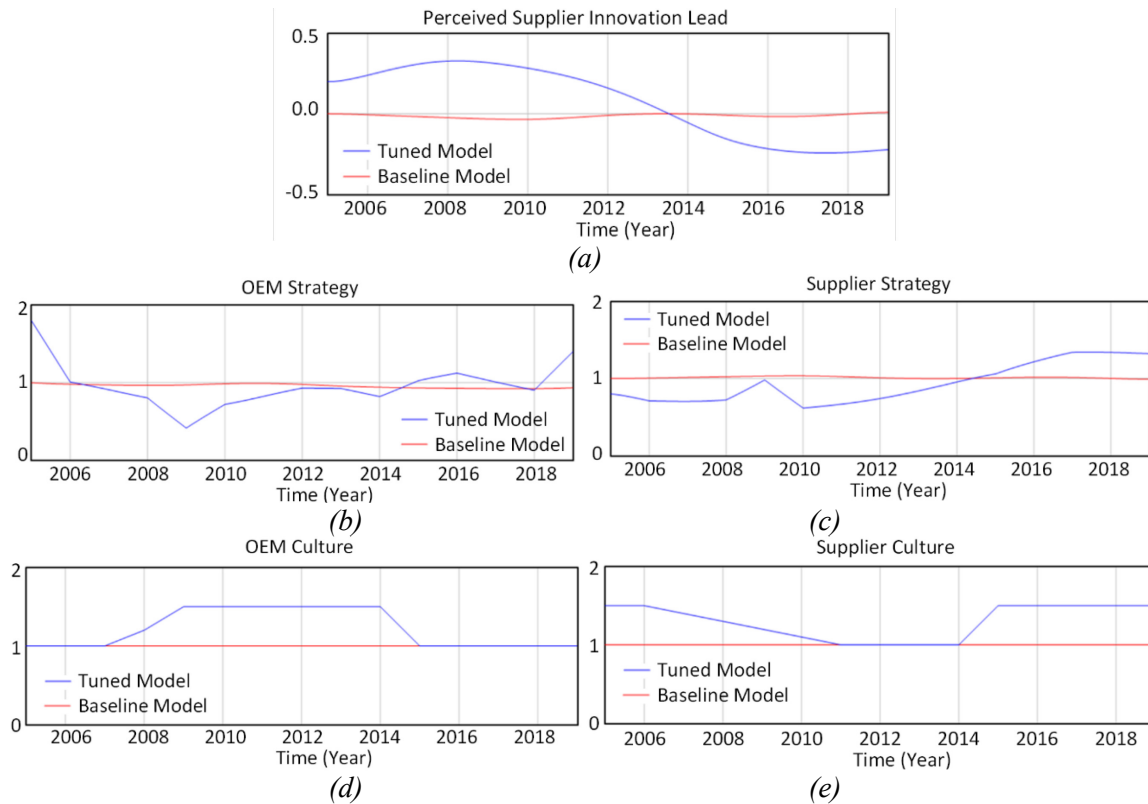 Perceived Supplier Innovation Lead
0.5
0.0
-0.5
Tuned Model
Baseline Model
2006 2008 2010 2012 2014 2016 2018
Time (Year)
(a)
OEM Strategy
2
1
0
Tuned Model
Baseline Model
2006 2008 2010 2012 2014 2016 2018
Time (Year)
(b)
Supplier Strategy
2
1
0
Tuned Model
Baseline Model
2006 2008 2010 2012 2014 2016 2018
Time (Year)
(c)
OEM Culture
2
1
0
Tuned Model
Baseline Model
2006 2008 2010 2012 2014 2016 2018
Time (Year)
(d)
Supplier Culture
2
1
0
Tuned Model
Baseline Model
2006 2008 2010 2012 2014 2016 2018
Time (Year)
(e)